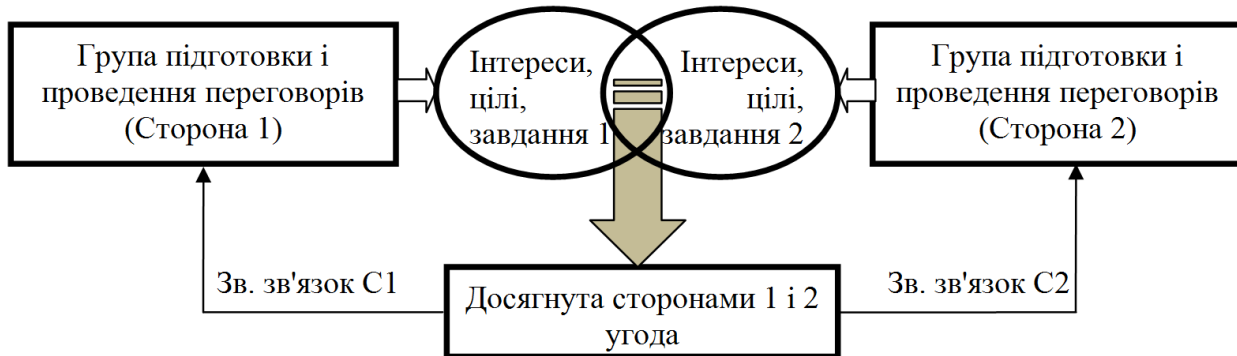 Група підготовки і
проведення переговорів
(Сторона 1)
Інтереси,
цілі,
завдання 1
Інтереси,
цілі,
завдання 2
Група підготовки і
проведення переговорів
(Сторона 2)
Зв. зв'язок С1
Досягнута сторонами 1 і 2
угода
Зв. зв'язок С2